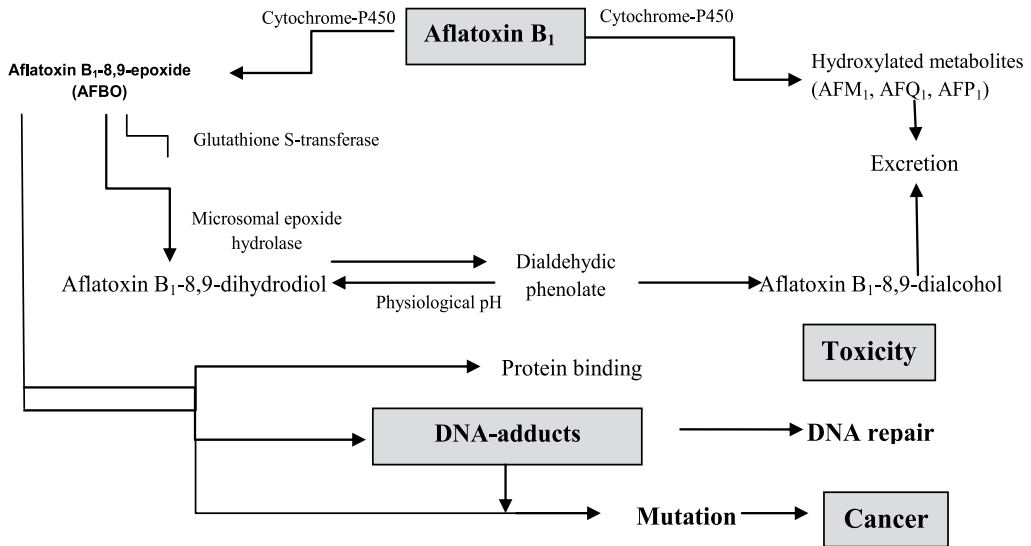 Cytochrome-P450
Aflatoxin B₁
Cytochrome-P450
Aflatoxin B₁-8,9-epoxide
(AFBO)
Hydroxylated metabolites
(AFM₁, AFQ₁, AFP₁)
Glutathione S-transferase
Excretion
Microsomal epoxide
hydrolase
Aflatoxin B₁-8,9-dihydrodiol
Physiological pH
Dialdehydic
phenolate
Aflatoxin B₁-8,9-dialcohol
Toxicity
Protein binding
DNA-adducts
DNA repair
Mutation
Cancer